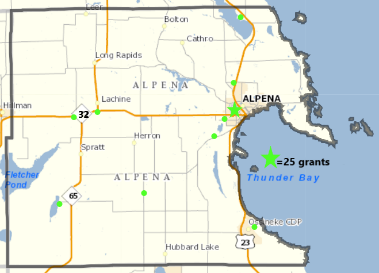 Leer
Bolton
Cathro
Long Rapids
ALPENA
Lachine
ALPENA
Hillman
32
Herron
=25 grants
Spratt
Fletcher
Pond
Thunder Bay
ALPENA
65
Ossineke CDP
23
Hubbard Lake